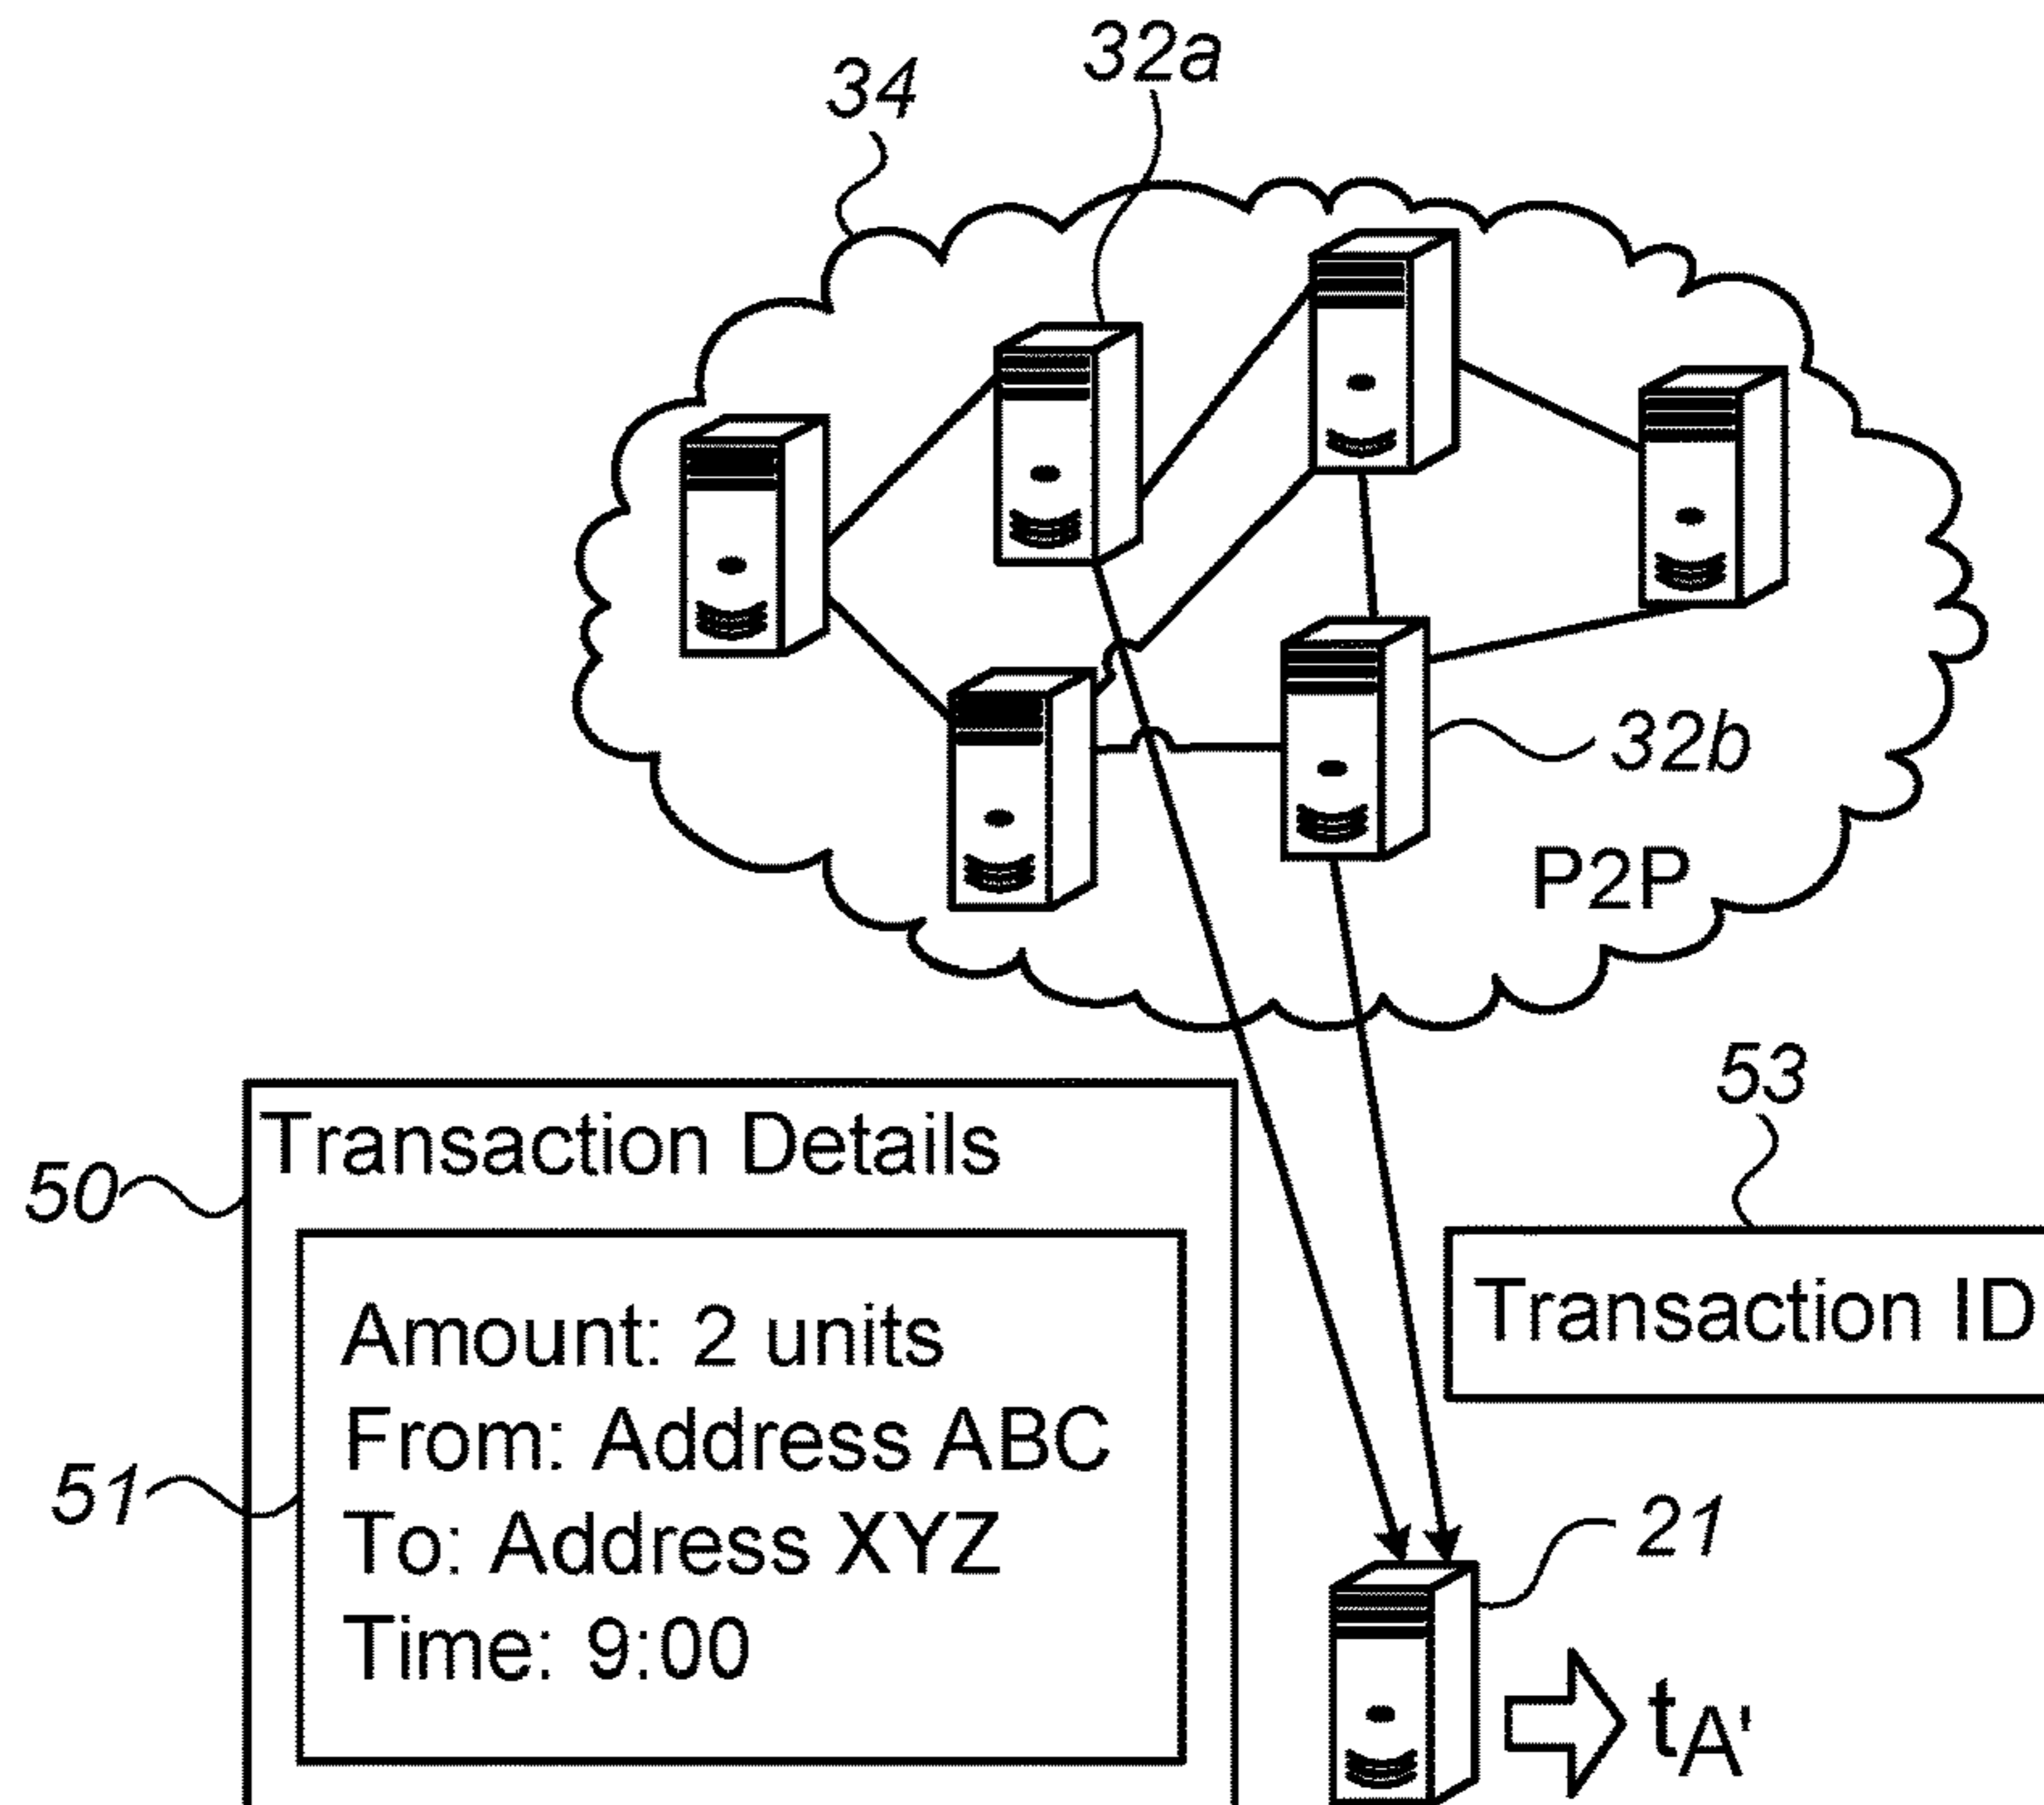 32a
34
32b
P2P
53
Transaction Details
50
Transaction ID
Amount: 2 units
From: Address ABC
51
To: Address XYZ
21
Time: 9:00
tA'